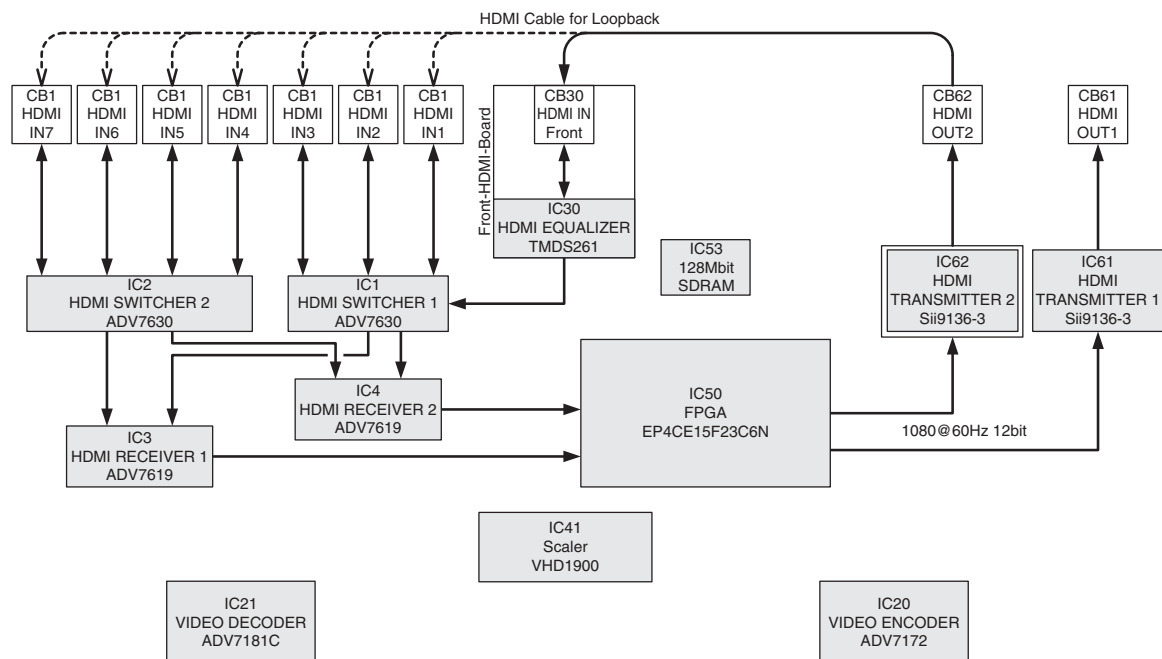 HDMI Cable for Loopback
CB1
HDMI
IN7
CB1
HDMI
IN6
CB1
HDMI
IN5
CB1
HDMI
IN4
CB1
HDMI
IN3
CB1
HDMI
IN2
CB1
HDMI
IN1
Front-HDMI-Board
CB30
HDMI IN
Front
CB62
HDMI
OUT2
CB61
HDMI
OUT1
IC30
HDMI EQUALIZER
TMDS261
IC53
128Mbit
SDRAM
IC2
HDMI SWITCHER 2
ADV7630
IC1
HDMI SWITCHER 1
ADV7630
IC62
HDMI
TRANSMITTER 2
Sii9136-3
IC61
HDMI
TRANSMITTER 1
Sii9136-3
IC4
HDMI RECEIVER 2
ADV7619
IC50
FPGA
EP4CE15F23C6N
IC3
HDMI RECEIVER 1
ADV7619
1080@60Hz 12bit
IC41
Scaler
VHD1900
IC21
VIDEO DECODER
ADV7181C
IC20
VIDEO ENCODER
ADV7172